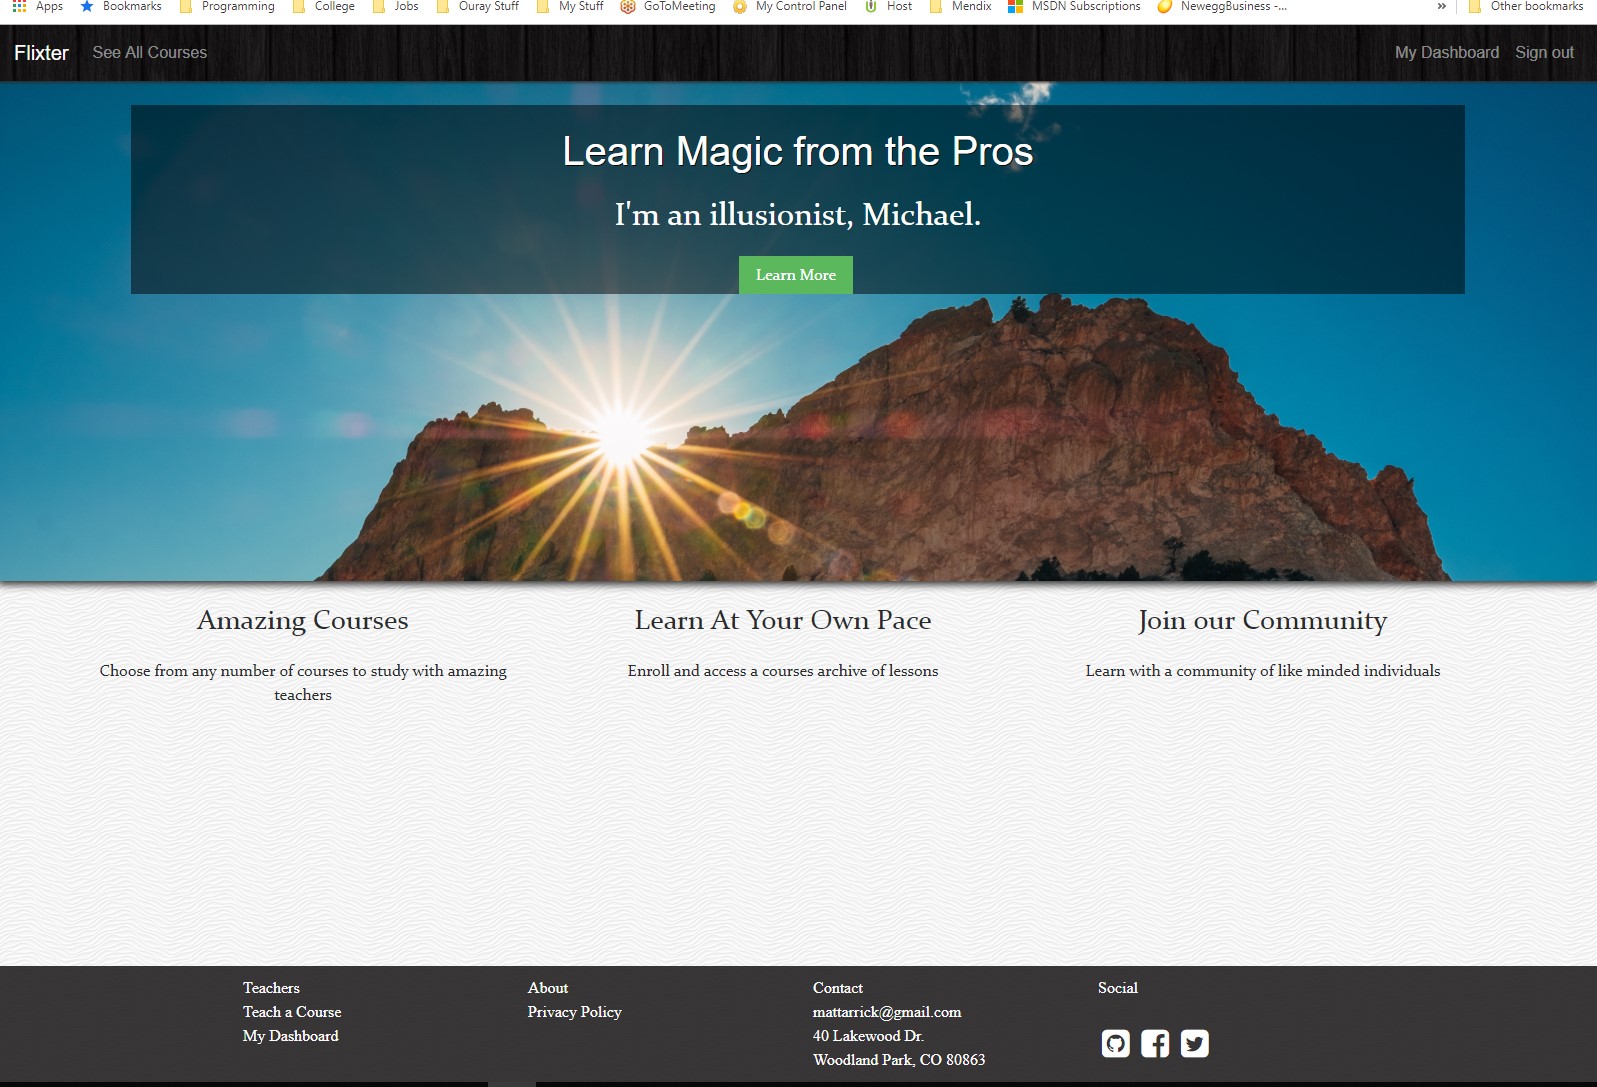 Apps Bookmarks Programming College Jobs Ouray Stuff My Stuff GoToMeeting My Control Panel Host Mendix MSDN Subscriptions NeweggBusiness -... » Other bookmarks
Flixter See All Courses My Dashboard Sign out
Learn Magic from the Pros
I'm an illusionist, Michael.
Learn More
Amazing Courses
Choose from any number of courses to study with amazing
teachers
Learn At Your Own Pace
Enroll and access a courses archive of lessons
Join our Community
Learn with a community of like minded individuals
Teachers
Teach a Course
My Dashboard
About
Privacy Policy
Contact
mattarrick@gmail.com
40 Lakewood Dr.
Woodland Park, CO 80863
Social